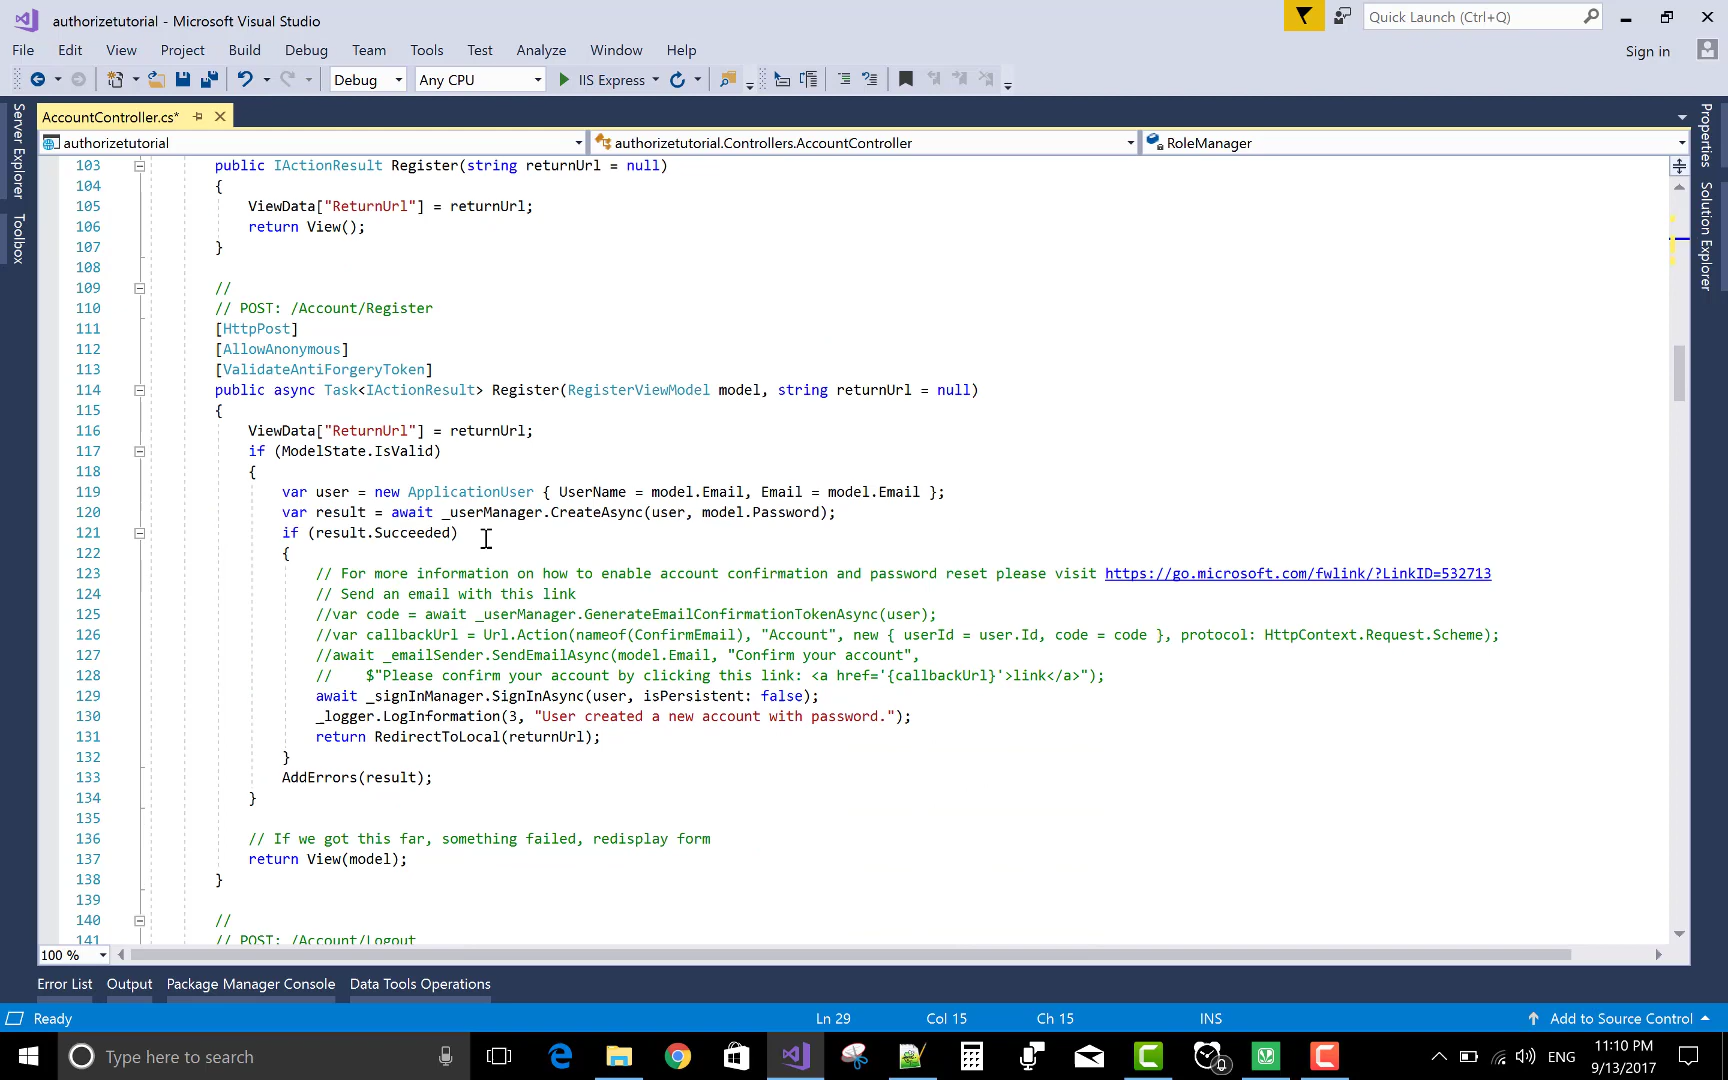 authorizetutorial - Microsoft Visual Studio
Quick Launch (Ctrl+Q)
File Edit View Project Build Debug Team Tools Test Analyze Window Help
Sign in
Debug Any CPU IIS Express
Server Explorer
Toolbox
Properties
Solution Explorer
AccountController.cs*
authorizetutorial authorizetutorial.Controllers.AccountController RoleManager
103 public IActionResult Register(string returnUrl = null)
104 {
105 ViewData["ReturnUrl"] = returnUrl;
106 return View();
107 }
108
109 //
110 // POST: /Account/Register
111 [HttpPost]
112 [AllowAnonymous]
113 [ValidateAntiForgeryToken]
114 public async Task<IActionResult> Register(RegisterViewModel model, string returnUrl = null)
115 {
116 ViewData["ReturnUrl"] = returnUrl;
117 if (ModelState.IsValid)
118 {
119 var user = new ApplicationUser { UserName = model.Email, Email = model.Email };
120 var result = await _userManager.CreateAsync(user, model.Password);
121 if (result.Succeeded)
122 {
123 // For more information on how to enable account confirmation and password reset please visit https://go.microsoft.com/fwlink/?LinkID=532713
124 // Send an email with this link
125 //var code = await _userManager.GenerateEmailConfirmationTokenAsync(user);
126 //var callbackUrl = Url.Action(nameof(ConfirmEmail), "Account", new { userId = user.Id, code = code }, protocol: HttpContext.Request.Scheme);
127 //await _emailSender.SendEmailAsync(model.Email, "Confirm your account",
128 // $"Please confirm your account by clicking this link: <a href='{callbackUrl}'>link</a>");
129 await _signInManager.SignInAsync(user, isPersistent: false);
130 _logger.LogInformation(3, "User created a new account with password.");
131 return RedirectToLocal(returnUrl);
132 }
133 AddErrors(result);
134 }
135
136 // If we got this far, something failed, redisplay form
137 return View(model);
138 }
139
140 //
141 // POST: /Account/Logout
100 %
Error List Output Package Manager Console Data Tools Operations
Ready Ln 29 Col 15 Ch 15 INS Add to Source Control
Type here to search
ENG
11:10 PM
9/13/2017